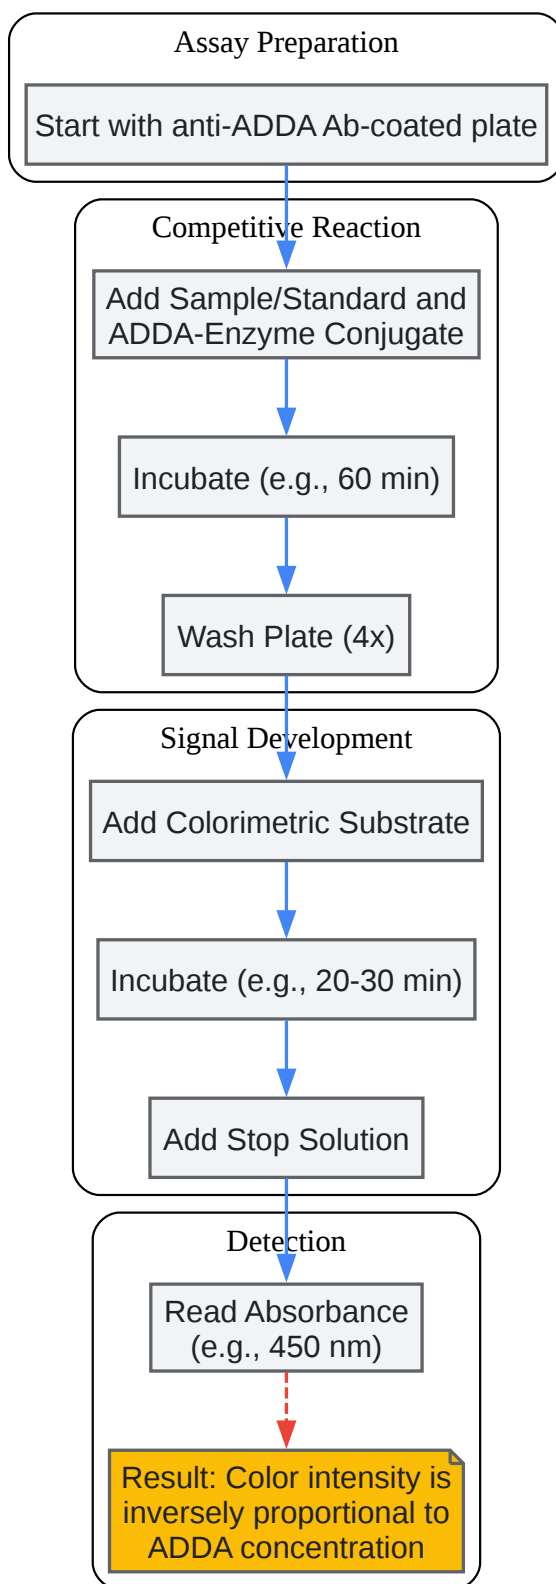 Assay Preparation
Start with anti-ADDA Ab-coated plate
Competitive Reaction
Add Sample/Standard and
ADDA-Enzyme Conjugate
Incubate (e.g., 60 min)
Wash Plate (4x)
Signal Development
Add Colorimetric Substrate
Incubate (e.g., 20-30 min)
Add Stop Solution
Detection
Read Absorbance
(e.g., 450 nm)
Result: Color intensity is
inversely proportional to
ADDA concentration